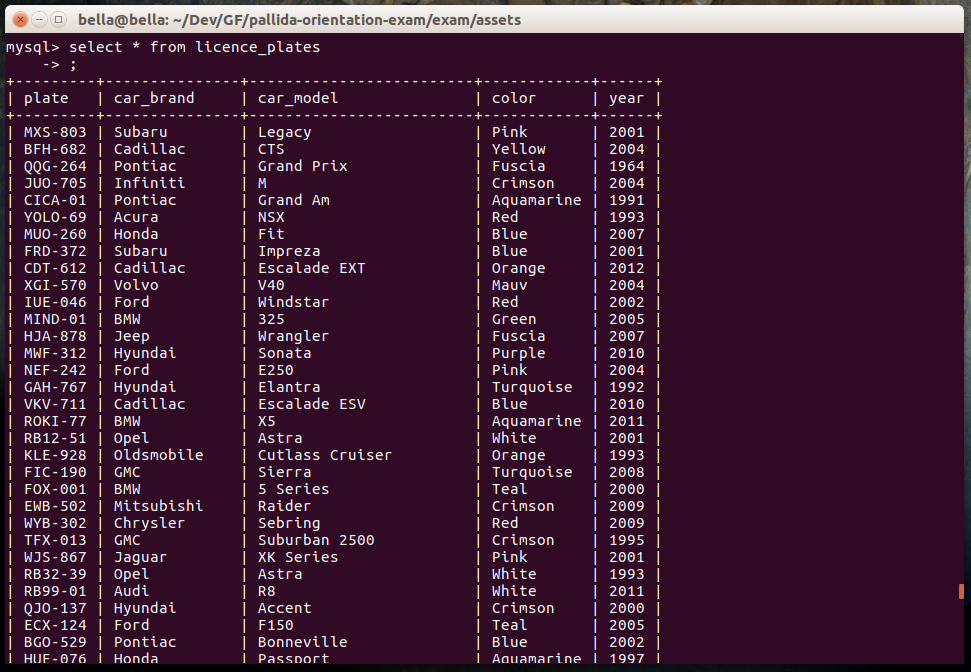 bella@bella: ~/Dev/GF/pallida-orientation-exam/exam/assets
mysql> select * from licence_plates
    -> ;
+---------+---------------+-------------------------+------------+------+
| plate   | car_brand     | car_model               | color      | year |
+---------+---------------+-------------------------+------------+------+
| MXS-803 | Subaru        | Legacy                  | Pink       | 2001 |
| BFH-682 | Cadillac      | CTS                     | Yellow     | 2004 |
| QQG-264 | Pontiac       | Grand Prix              | Fuscia     | 1964 |
| JUO-705 | Infiniti      | M                       | Crimson    | 2004 |
| CICA-01 | Pontiac       | Grand Am                | Aquamarine | 1991 |
| YOLO-69 | Acura         | NSX                     | Red        | 1993 |
| MUO-260 | Honda         | Fit                     | Blue       | 2007 |
| FRD-372 | Subaru        | Impreza                 | Blue       | 2001 |
| CDT-612 | Cadillac      | Escalade EXT            | Orange     | 2012 |
| XGI-570 | Volvo         | V40                     | Mauv       | 2004 |
| IUE-046 | Ford          | Windstar                | Red        | 2002 |
| MIND-01 | BMW           | 325                     | Green      | 2005 |
| HJA-878 | Jeep          | Wrangler                | Fuscia     | 2007 |
| MWF-312 | Hyundai       | Sonata                  | Purple     | 2010 |
| NEF-242 | Ford          | E250                    | Pink       | 2004 |
| GAH-767 | Hyundai       | Elantra                 | Turquoise  | 1992 |
| VKV-711 | Cadillac      | Escalade ESV            | Blue       | 2010 |
| ROKI-77 | BMW           | X5                      | Aquamarine | 2011 |
| RB12-51 | Opel          | Astra                   | White      | 2001 |
| KLE-928 | Oldsmobile    | Cutlass Cruiser         | Orange     | 1993 |
| FIC-190 | GMC           | Sierra                  | Turquoise  | 2008 |
| FOX-001 | BMW           | 5 Series                | Teal       | 2000 |
| EWB-502 | Mitsubishi    | Raider                  | Crimson    | 2009 |
| WYB-302 | Chrysler      | Sebring                 | Red        | 2009 |
| TFX-013 | GMC           | Suburban 2500           | Crimson    | 1995 |
| WJS-867 | Jaguar        | XK Series               | Pink       | 2001 |
| RB32-39 | Opel          | Astra                   | White      | 1993 |
| RB99-01 | Audi          | R8                      | White      | 2011 |
| QJO-137 | Hyundai       | Accent                  | Crimson    | 2000 |
| ECX-124 | Ford          | F150                    | Teal       | 2005 |
| BGO-529 | Pontiac       | Bonneville              | Blue       | 2002 |
| HUF-076 | Honda         | Passport                | Aquamarine | 1997 |